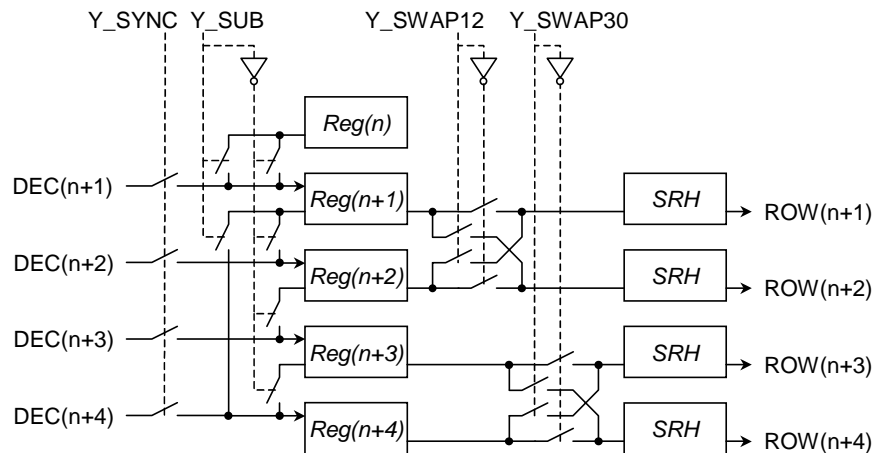 Y_SYNC Y_SUB Y_SWAP12 Y_SWAP30
Reg(n)
DEC(n+1) Reg(n+1) SRH ROW(n+1)
DEC(n+2) Reg(n+2) SRH ROW(n+2)
DEC(n+3) Reg(n+3) SRH ROW(n+3)
DEC(n+4) Reg(n+4) SRH ROW(n+4)